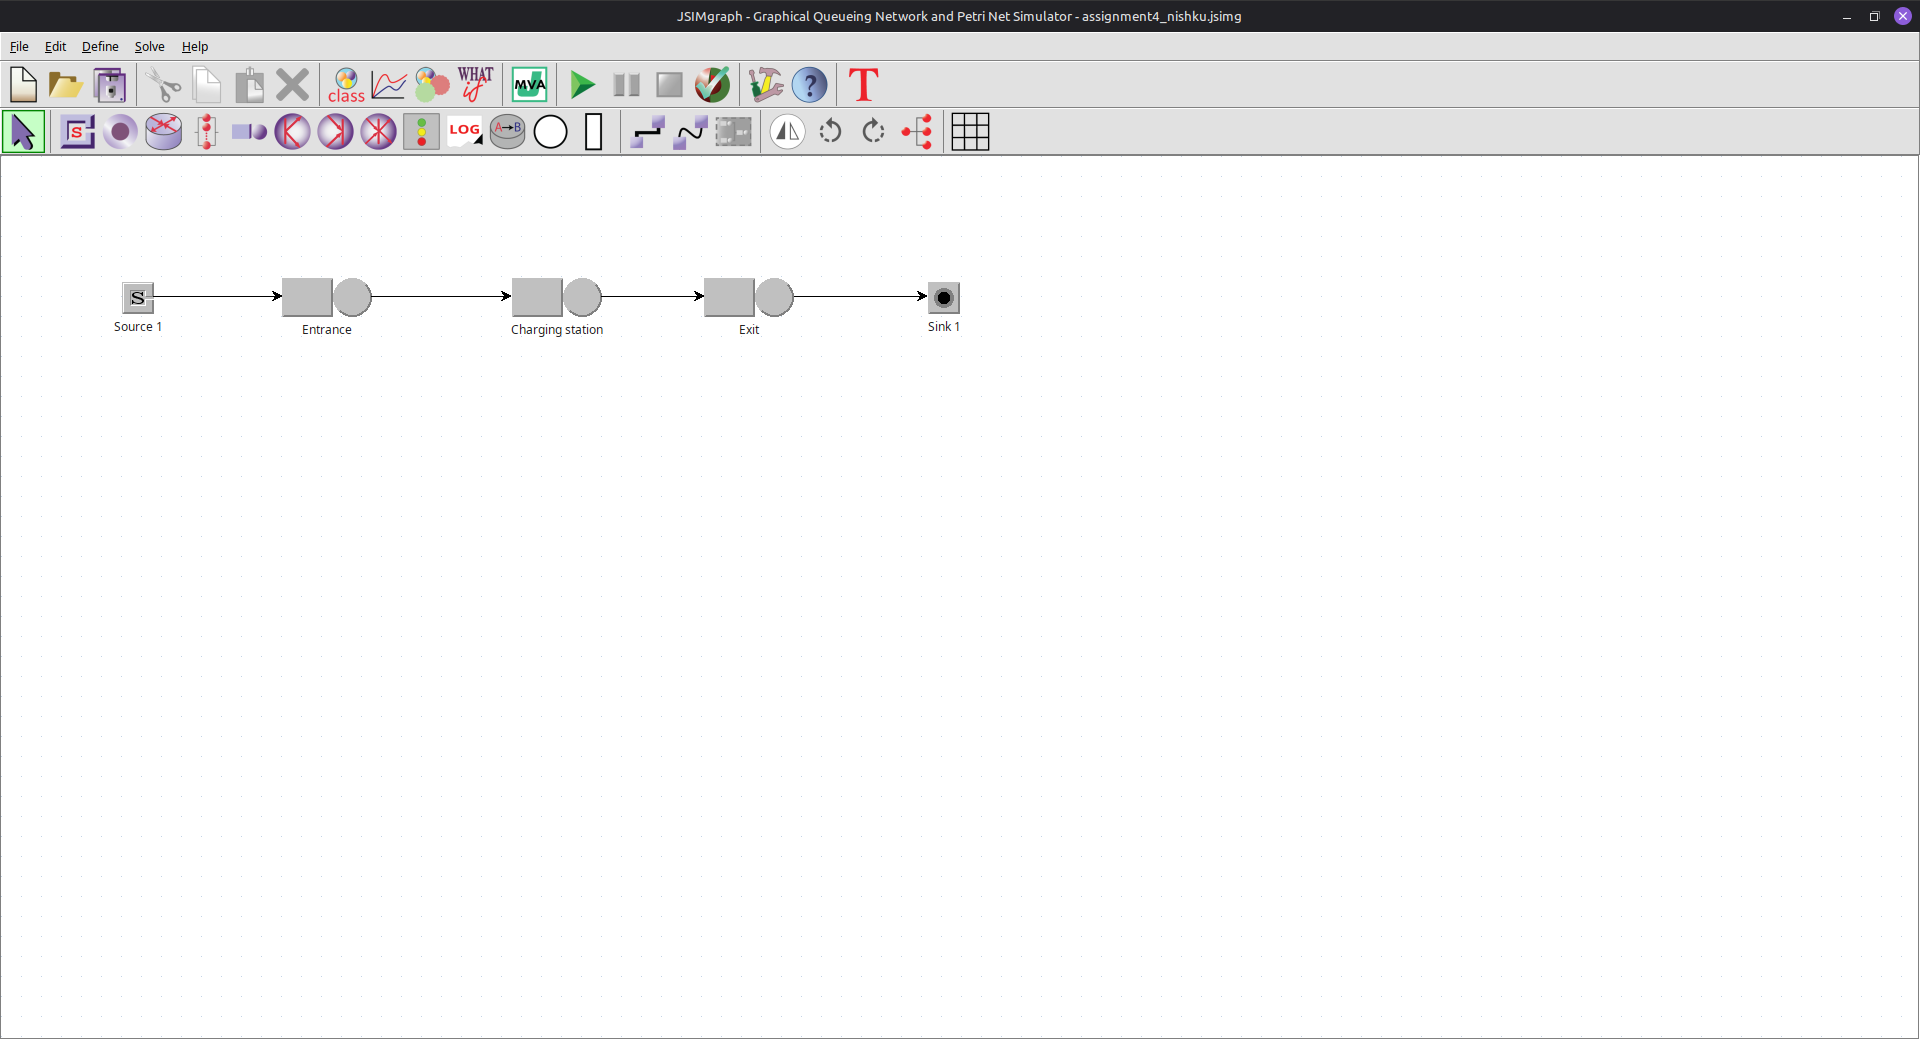 JSIMgraph - Graphical Queueing Network and Petri Net Simulator - assignment4_nishku.jsimg
File Edit Define Solve Help
class WHAT if MVA ? T
S LOG A→B
S
Source 1 Entrance Charging station Exit Sink 1